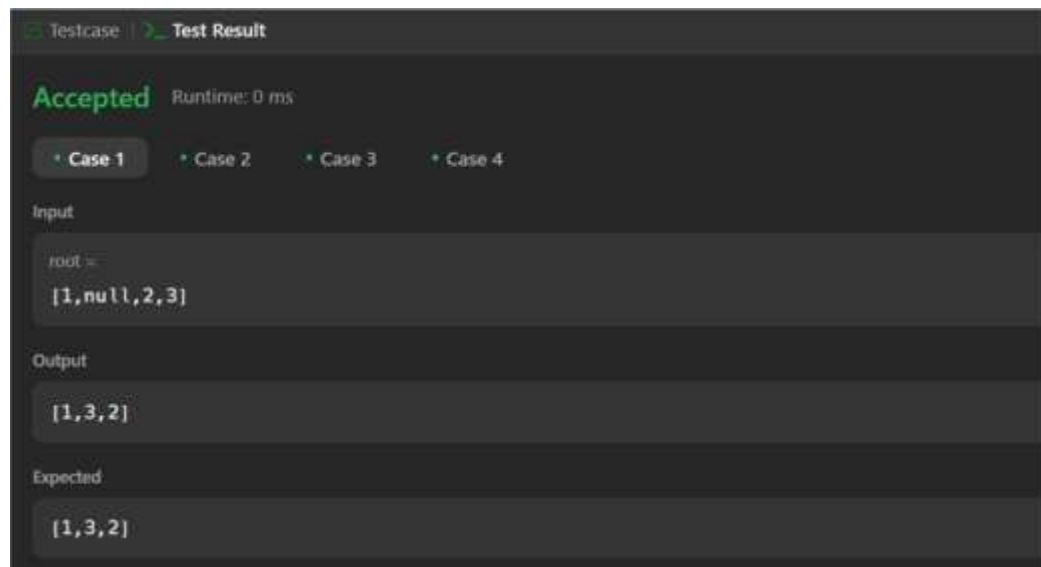 Testcase | >_ Test Result
Accepted Runtime: 0 ms
• Case 1 • Case 2 • Case 3 • Case 4
Input
root =
[1,null,2,3]
Output
[1,3,2]
Expected
[1,3,2]